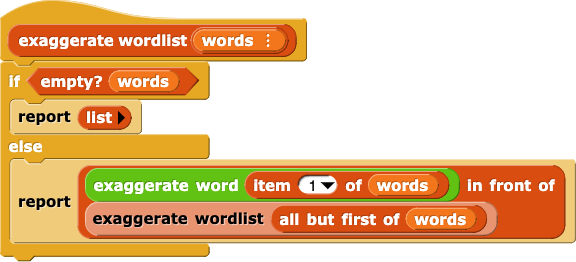 exaggerate wordlist words ⋮
if empty? words
report list
else
exaggerate word item 1 of words in front of
report
exaggerate wordlist all but first of words